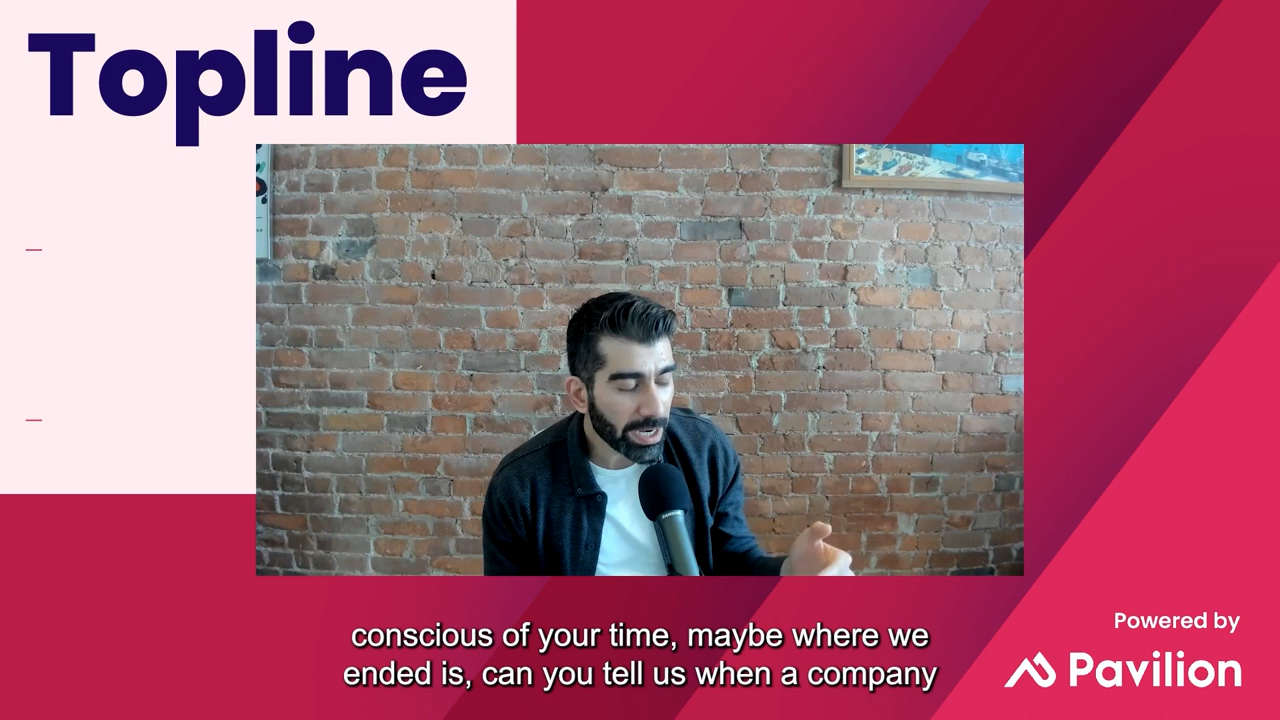 Topline
conscious of your time, maybe where we
ended is, can you tell us when a company
Powered by
Pavilion